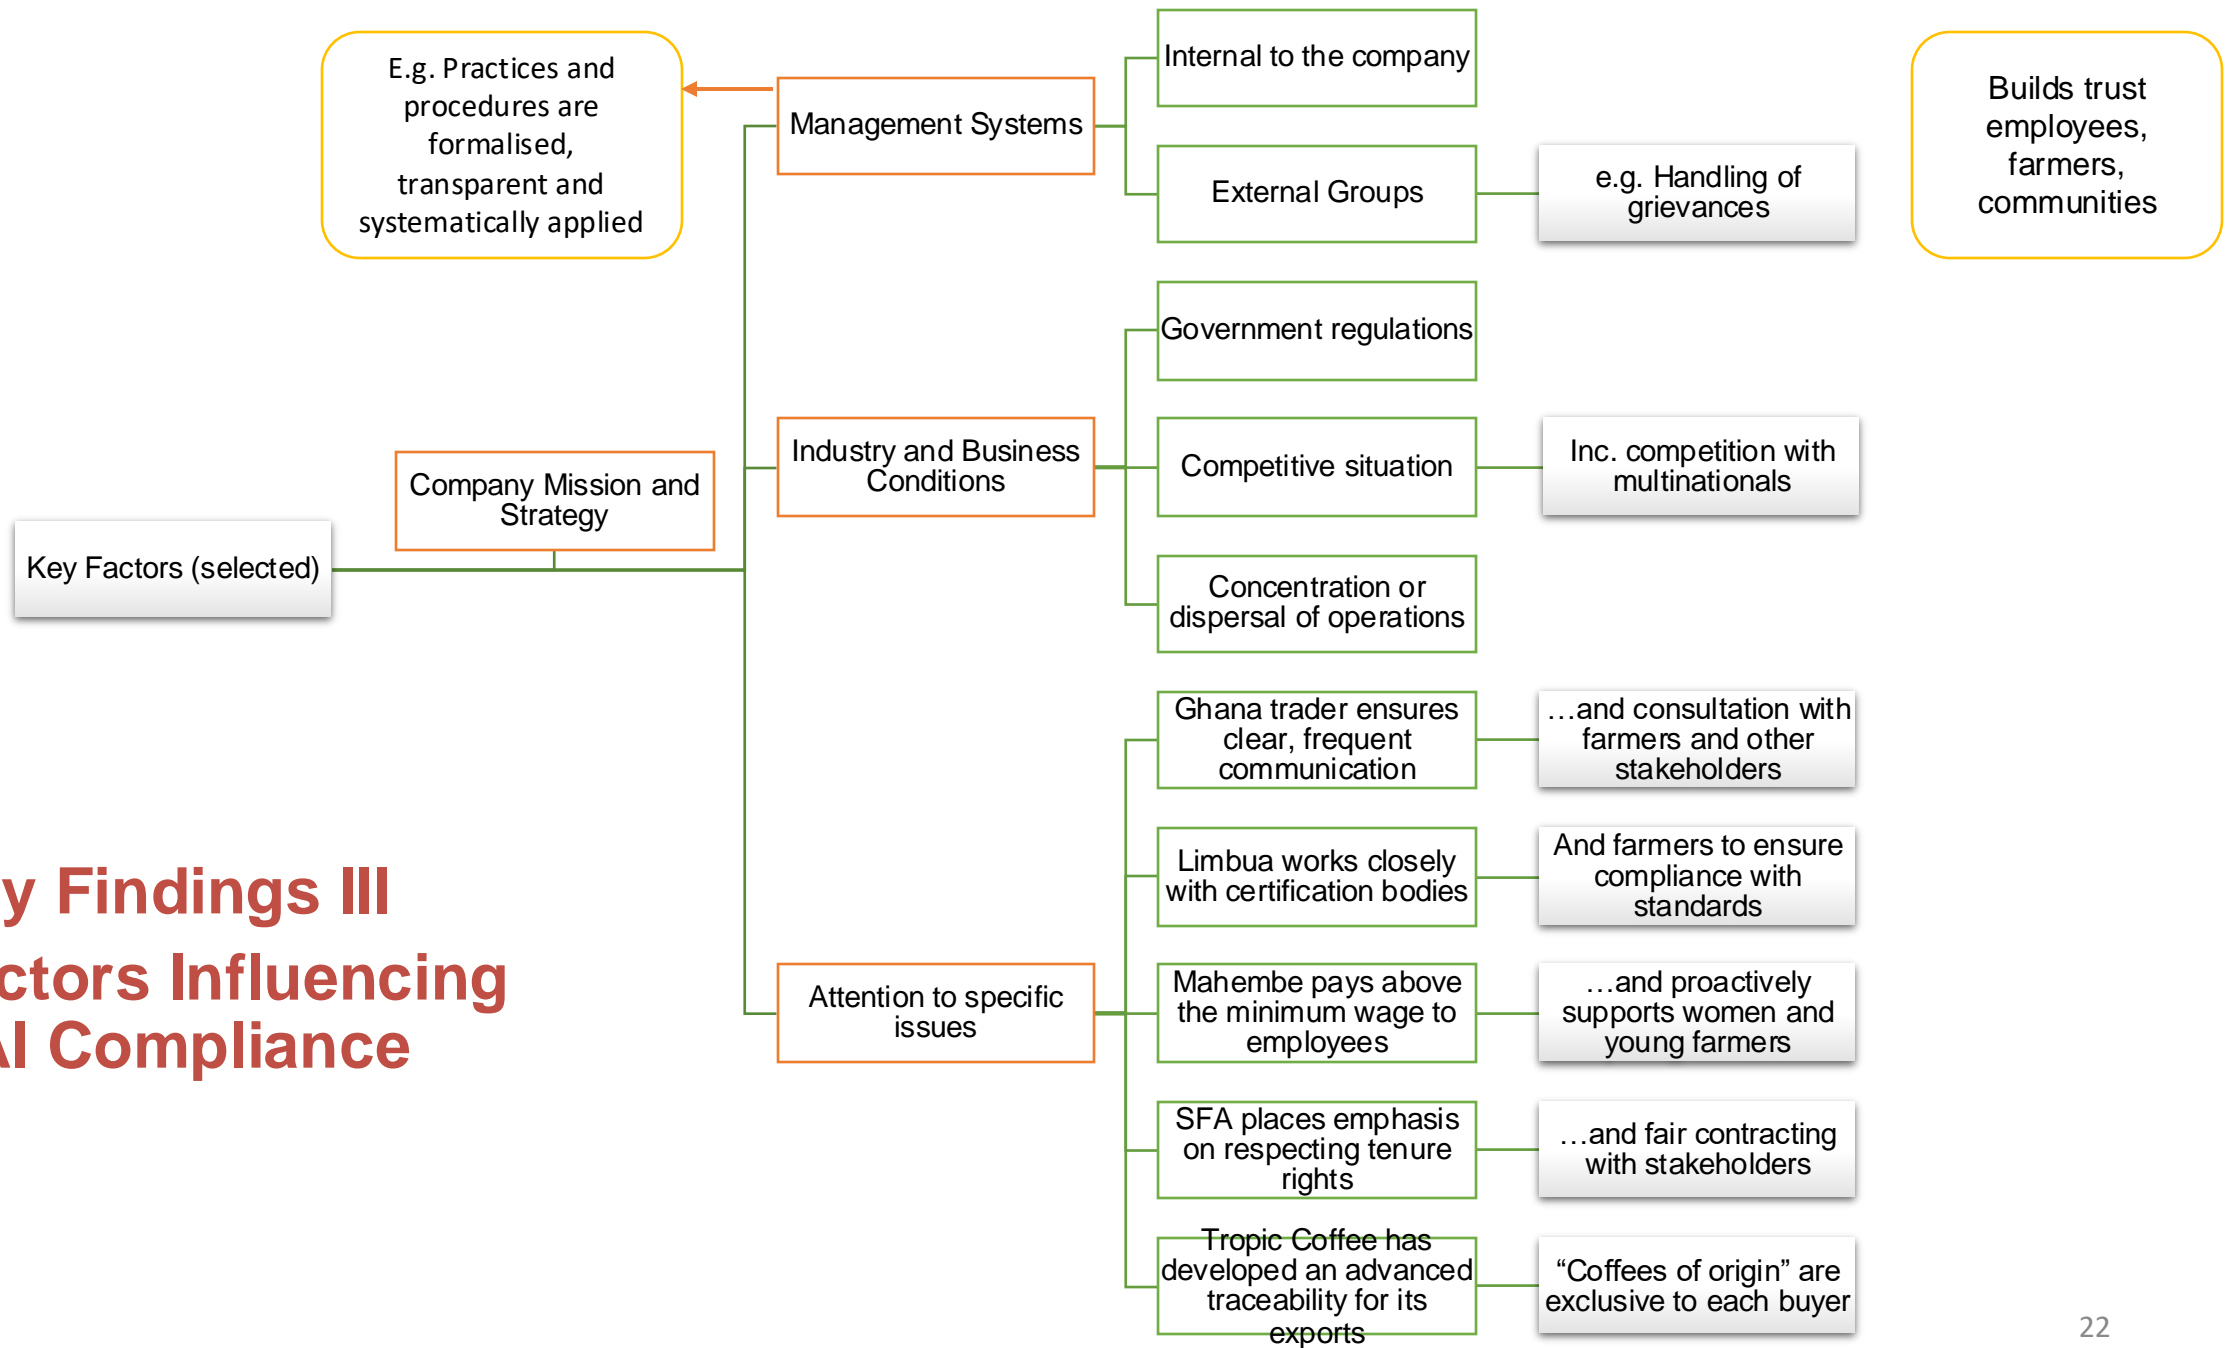 E.g. Practices and
procedures are
formalised,
transparent and
systematically applied
Management Systems
Internal to the company
External Groups
e.g. Handling of
grievances
Builds trust
employees,
farmers,
communities
Key Factors (selected)
Company Mission and
Strategy
Industry and Business
Conditions
Government regulations
Competitive situation
Inc. competition with
multinationals
Concentration or
dispersal of operations
Attention to specific
issues
Ghana trader ensures
clear, frequent
communication
…and consultation with
farmers and other
stakeholders
Limbua works closely
with certification bodies
And farmers to ensure
compliance with
standards
Mahembe pays above
the minimum wage to
employees
…and proactively
supports women and
young farmers
SFA places emphasis
on respecting tenure
rights
…and fair contracting
with stakeholders
Tropic Coffee has
developed an advanced
traceability for its
exports
“Coffees of origin” are
exclusive to each buyer
y Findings III
ctors Influencing
AI Compliance
22